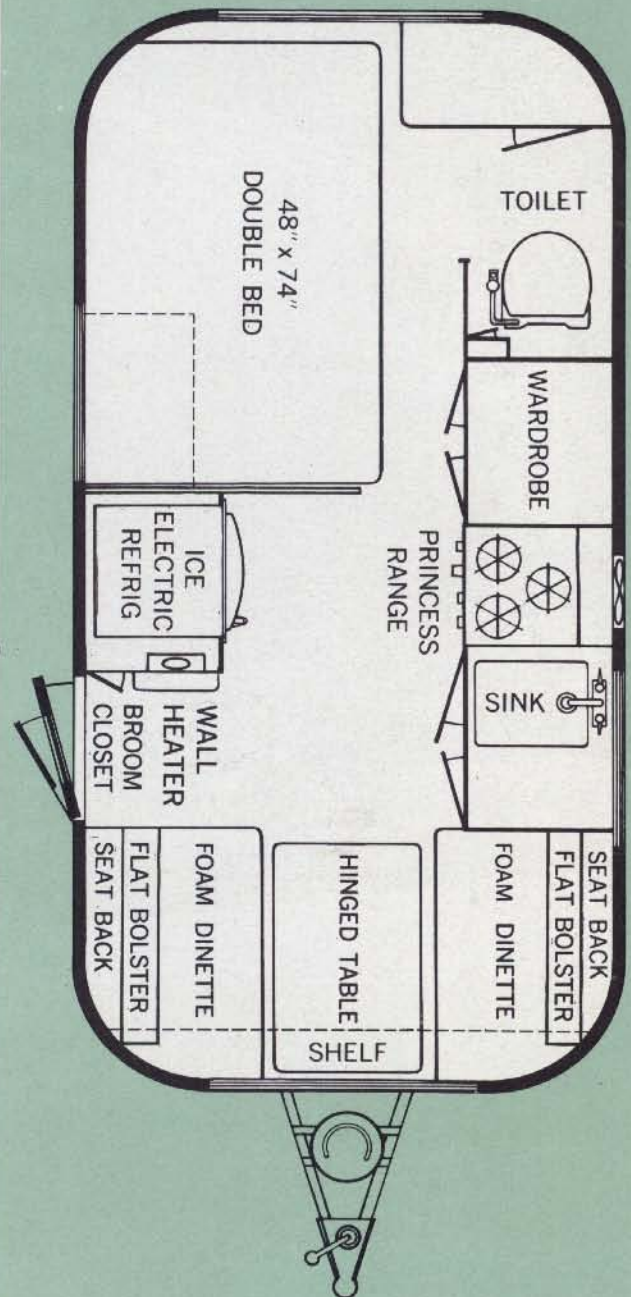 48" x 74"
DOUBLE BED
TOILET
WARDROBE
PRINCESS
RANGE
ICE
ELECTRIC
REFRIG
SINK
WALL
HEATER
BROOM
CLOSET
SEAT BACK
FLAT BOLSTER
FOAM DINETTE
HINGED TABLE
SHELF
FOAM DINETTE
FLAT BOLSTER
SEAT BACK